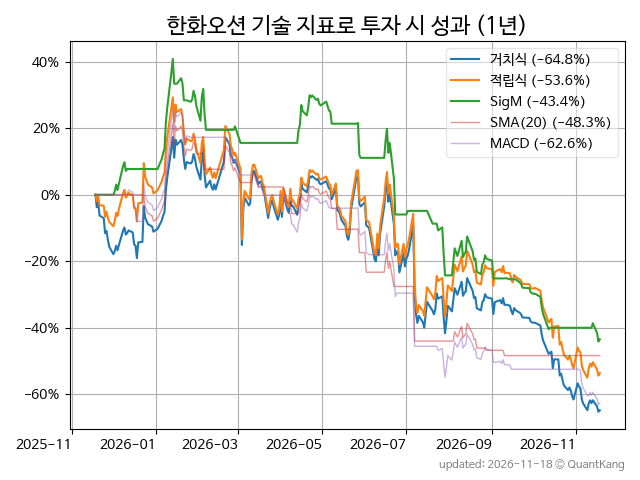 한화오션 기술 지표로 투자 시 성과 (1년)
거치식 (−64.8%)
적립식 (−53.6%)
SigM (−43.4%)
SMA(20) (−48.3%)
MACD (−62.6%)
40%
20%
0%
−20%
−40%
−60%
2025-11 2026-01 2026-03 2026-05 2026-07 2026-09 2026-11
updated: 2026-11-18 © QuantKang